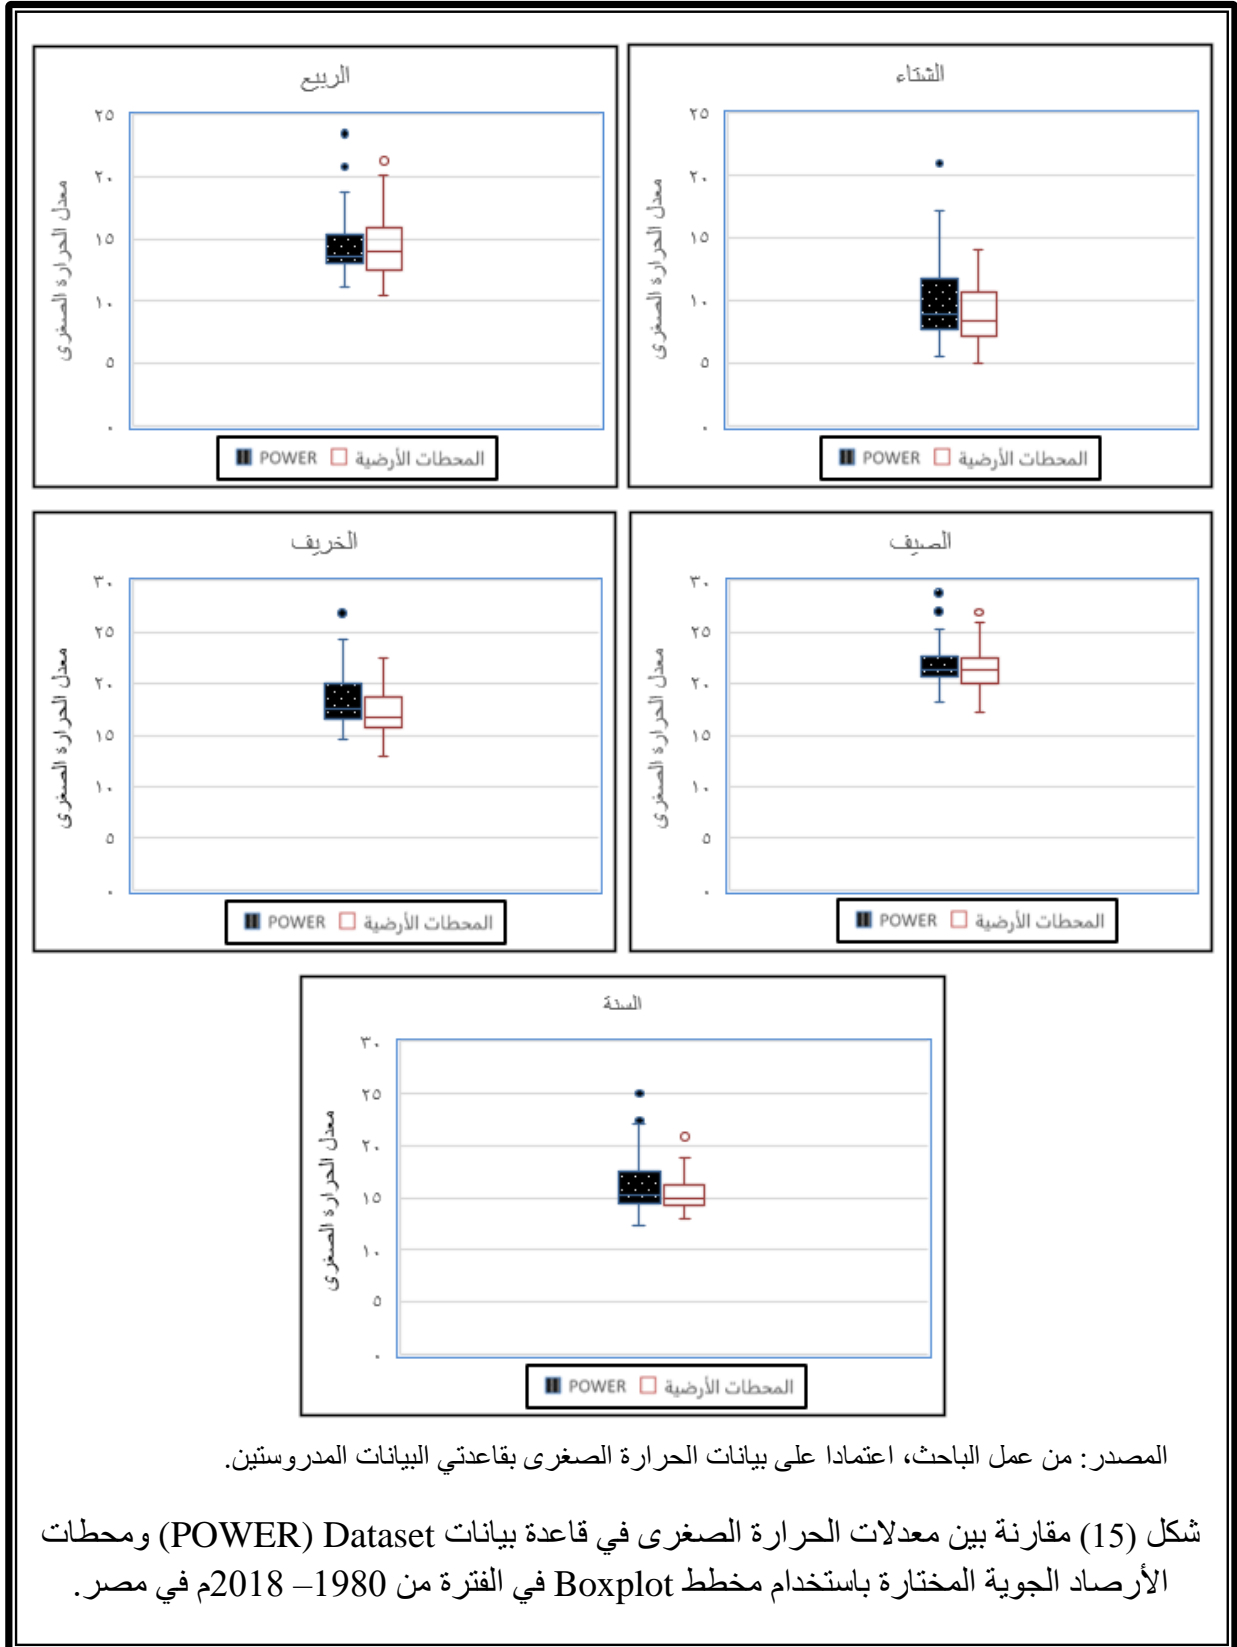 الشتاء
معدل الحرارة الصغرى
٢٥
٢٠
١٥
١٠
٥
٠
POWER المحطات الأرضية
الربيع
معدل الحرارة الصغرى
٢٥
٢٠
١٥
١٠
٥
٠
POWER المحطات الأرضية
الصيف
معدل الحرارة الصغرى
٣٠
٢٥
٢٠
١٥
١٠
٥
٠
POWER المحطات الأرضية
الخريف
معدل الحرارة الصغرى
٣٠
٢٥
٢٠
١٥
١٠
٥
٠
POWER المحطات الأرضية
السنة
معدل الحرارة الصغرى
٣٠
٢٥
٢٠
١٥
١٠
٥
٠
POWER المحطات الأرضية
المصدر: من عمل الباحث، اعتمادا على بيانات الحرارة الصغرى بقاعدتي البيانات المدروستين.
شكل (15) مقارنة بين معدلات الحرارة الصغرى في قاعدة بيانات POWER) Dataset) ومحطات
الأرصاد الجوية المختارة باستخدام مخطط Boxplot في الفترة من 1980– 2018م في مصر.